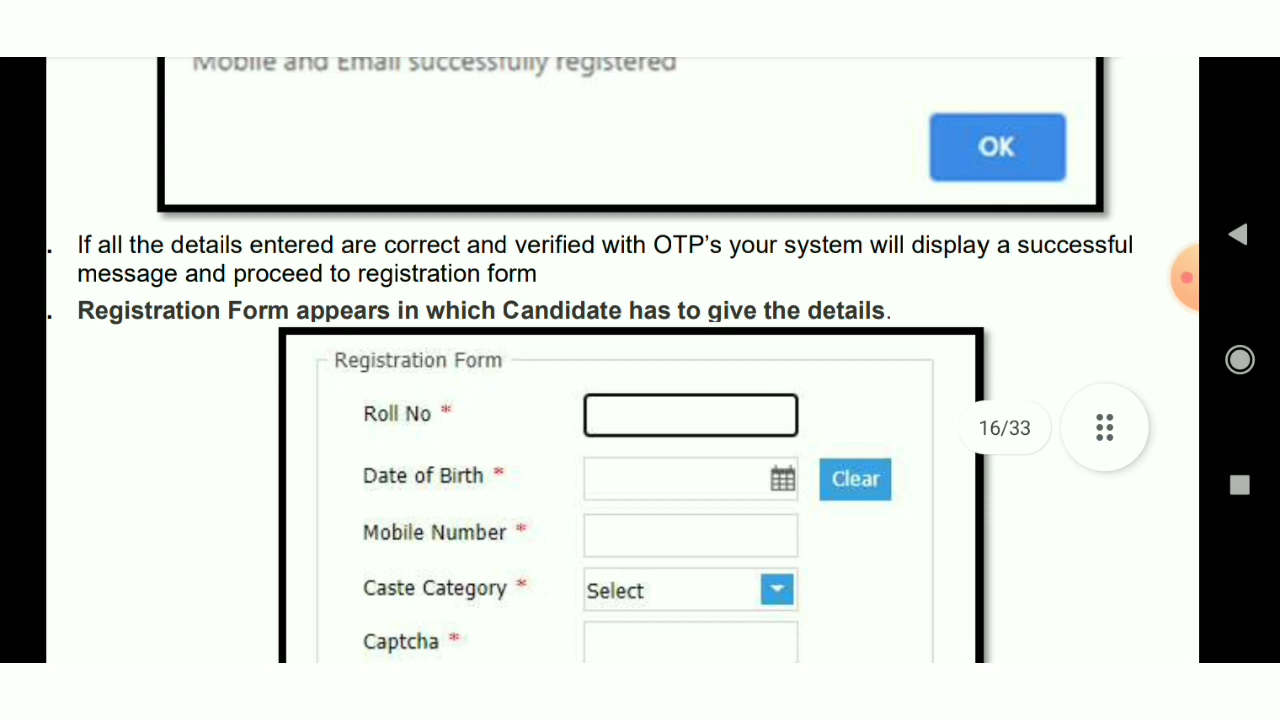 Mobile and Email successfully registered
OK
. If all the details entered are correct and verified with OTP’s your system will display a successful
message and proceed to registration form
. Registration Form appears in which Candidate has to give the details.
Registration Form
Roll No *
Date of Birth * Clear
Mobile Number *
Caste Category * Select
Captcha *
16/33